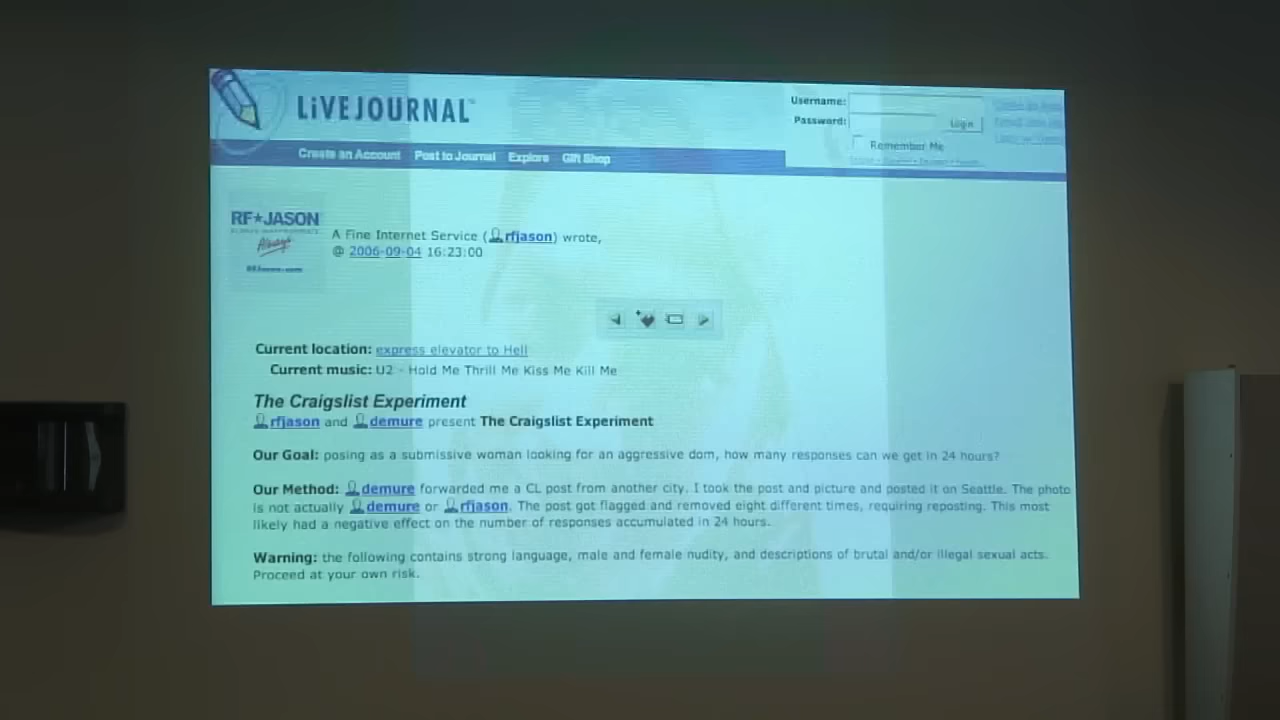 LiVEJOURNAL
Username:
Password:
Login
Remember Me
Create an Account Post to Journal Explore Gift Shop
RF★JASON
Always
RFJason.com
A Fine Internet Service (rfjason) wrote,
@ 2006-09-04 16:23:00
Current location: express elevator to Hell
Current music: U2 - Hold Me Thrill Me Kiss Me Kill Me
The Craigslist Experiment
rfjason and demure present The Craigslist Experiment
Our Goal: posing as a submissive woman looking for an aggressive dom, how many responses can we get in 24 hours?
Our Method: demure forwarded me a CL post from another city. I took the post and picture and posted it on Seattle. The photo
is not actually demure or rfjason. The post got flagged and removed eight different times, requiring reposting. This most
likely had a negative effect on the number of responses accumulated in 24 hours.
Warning: the following contains strong language, male and female nudity, and descriptions of brutal and/or illegal sexual acts.
Proceed at your own risk.